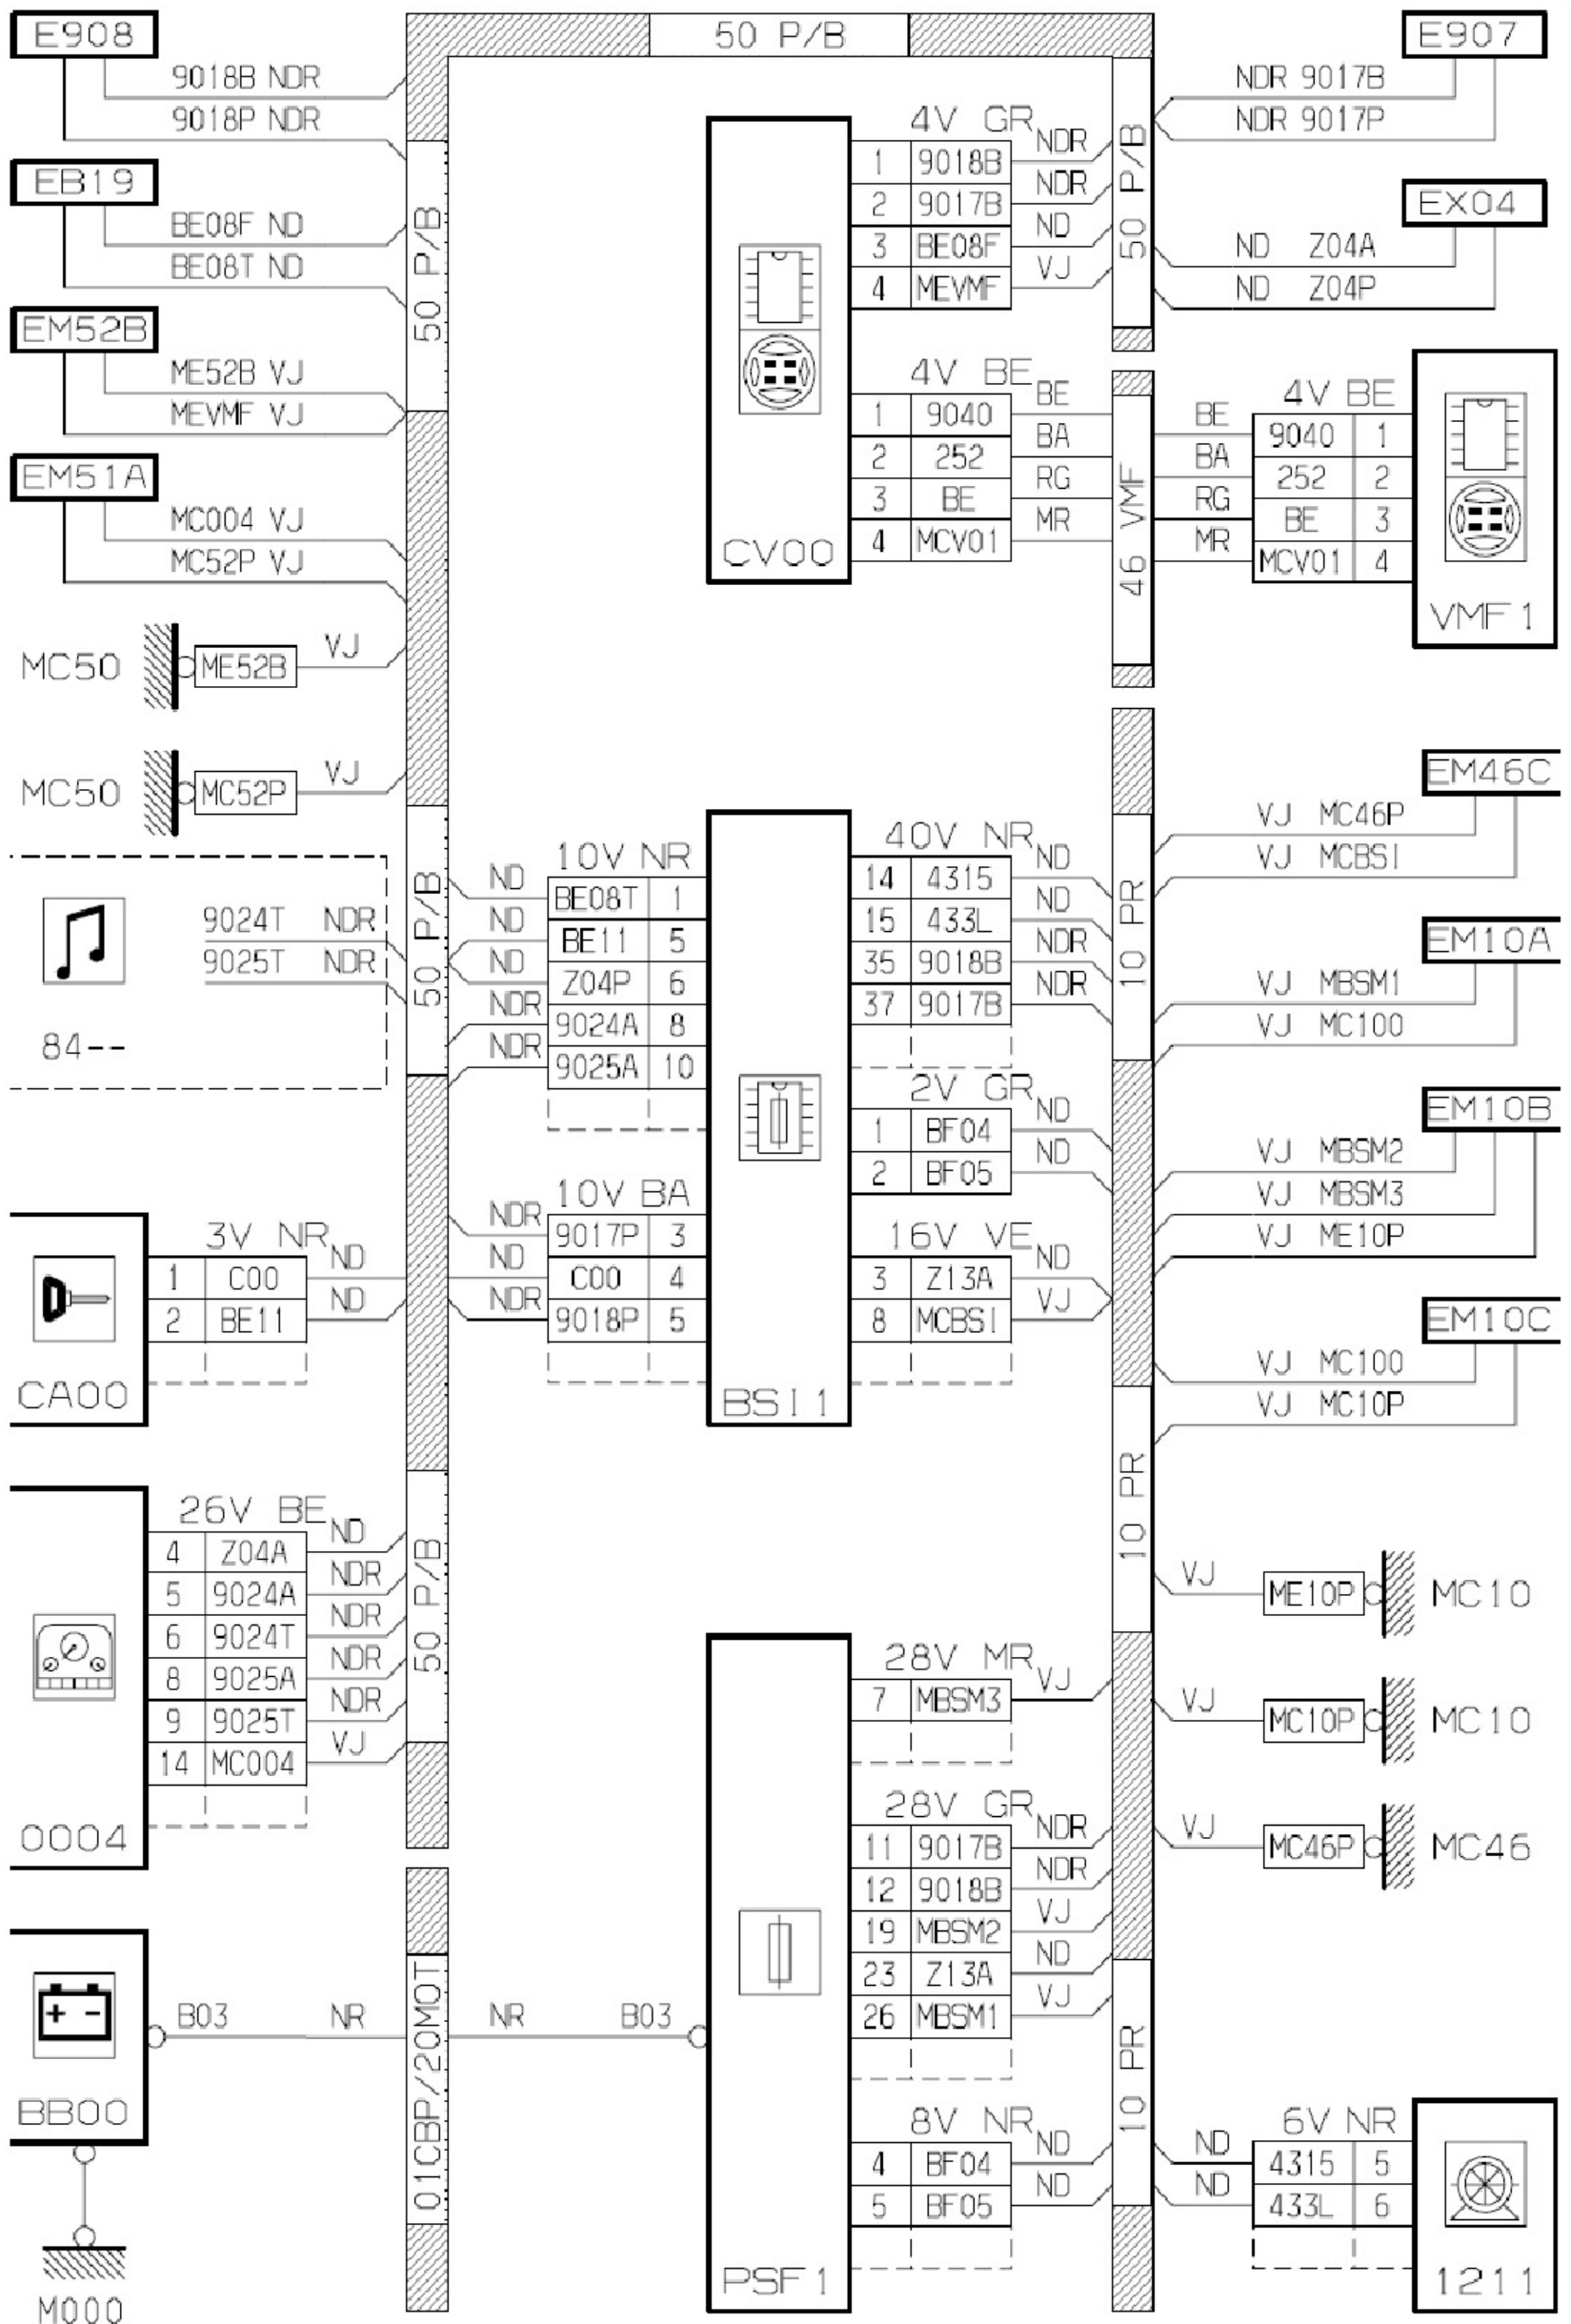 E908
9018B NDR
9018P NDR
EB19
BE08F ND
BE08T ND
EM52B
ME52B VJ
MEVMF VJ
EM51A
MC004 VJ
MC52P VJ
MC50 ME52B VJ
MC50 MC52P VJ
9024T NDR
9025T NDR
84--
3V NR
1 C00 ND
2 BE11 ND
CA00
26V BE
4 Z04A ND
5 9024A NDR
6 9024T NDR
8 9025A NDR
9 9025T NDR
14 MC004 VJ
0004
B03 NR
BB00
M000
50 P/B
50 P/B
50 P/B
50 P/B
01CBP/20MOT
NR B03
4V GR
1 9018B NDR
2 9017B NDR
3 BE08F ND
4 MEVMF VJ
4V BE
1 9040 BE
2 252 BA
3 BE RG
4 MCV01 MR
CV00
10V NR
ND BE08T 1
ND BE11 5
ND Z04P 6
NDR 9024A 8
NDR 9025A 10
10V BA
NDR 9017P 3
ND C00 4
NDR 9018P 5
40V NR
14 4315 ND
15 433L ND
35 9018B NDR
37 9017B NDR
2V GR
1 BF04 ND
2 BF05 ND
16V VE
3 Z13A ND
8 MCBSI VJ
BSI1
28V MR
7 MBSM3 VJ
28V GR
11 9017B NDR
12 9018B NDR
19 MBSM2 VJ
23 Z13A ND
26 MBSM1 VJ
8V NR
4 BF04 ND
5 BF05 ND
PSF1
50 P/B
46 VMF
10 PR
10 PR
10 PR
E907
NDR 9017B
NDR 9017P
EX04
ND Z04A
ND Z04P
4V BE
BE 9040 1
BA 252 2
RG BE 3
MR MCV01 4
VMF1
EM46C
VJ MC46P
VJ MCBSI
EM10A
VJ MBSM1
VJ MC100
EM10B
VJ MBSM2
VJ MBSM3
VJ ME10P
EM10C
VJ MC100
VJ MC10P
VJ ME10P MC10
VJ MC10P MC10
VJ MC46P MC46
6V NR
ND 4315 5
ND 433L 6
1211